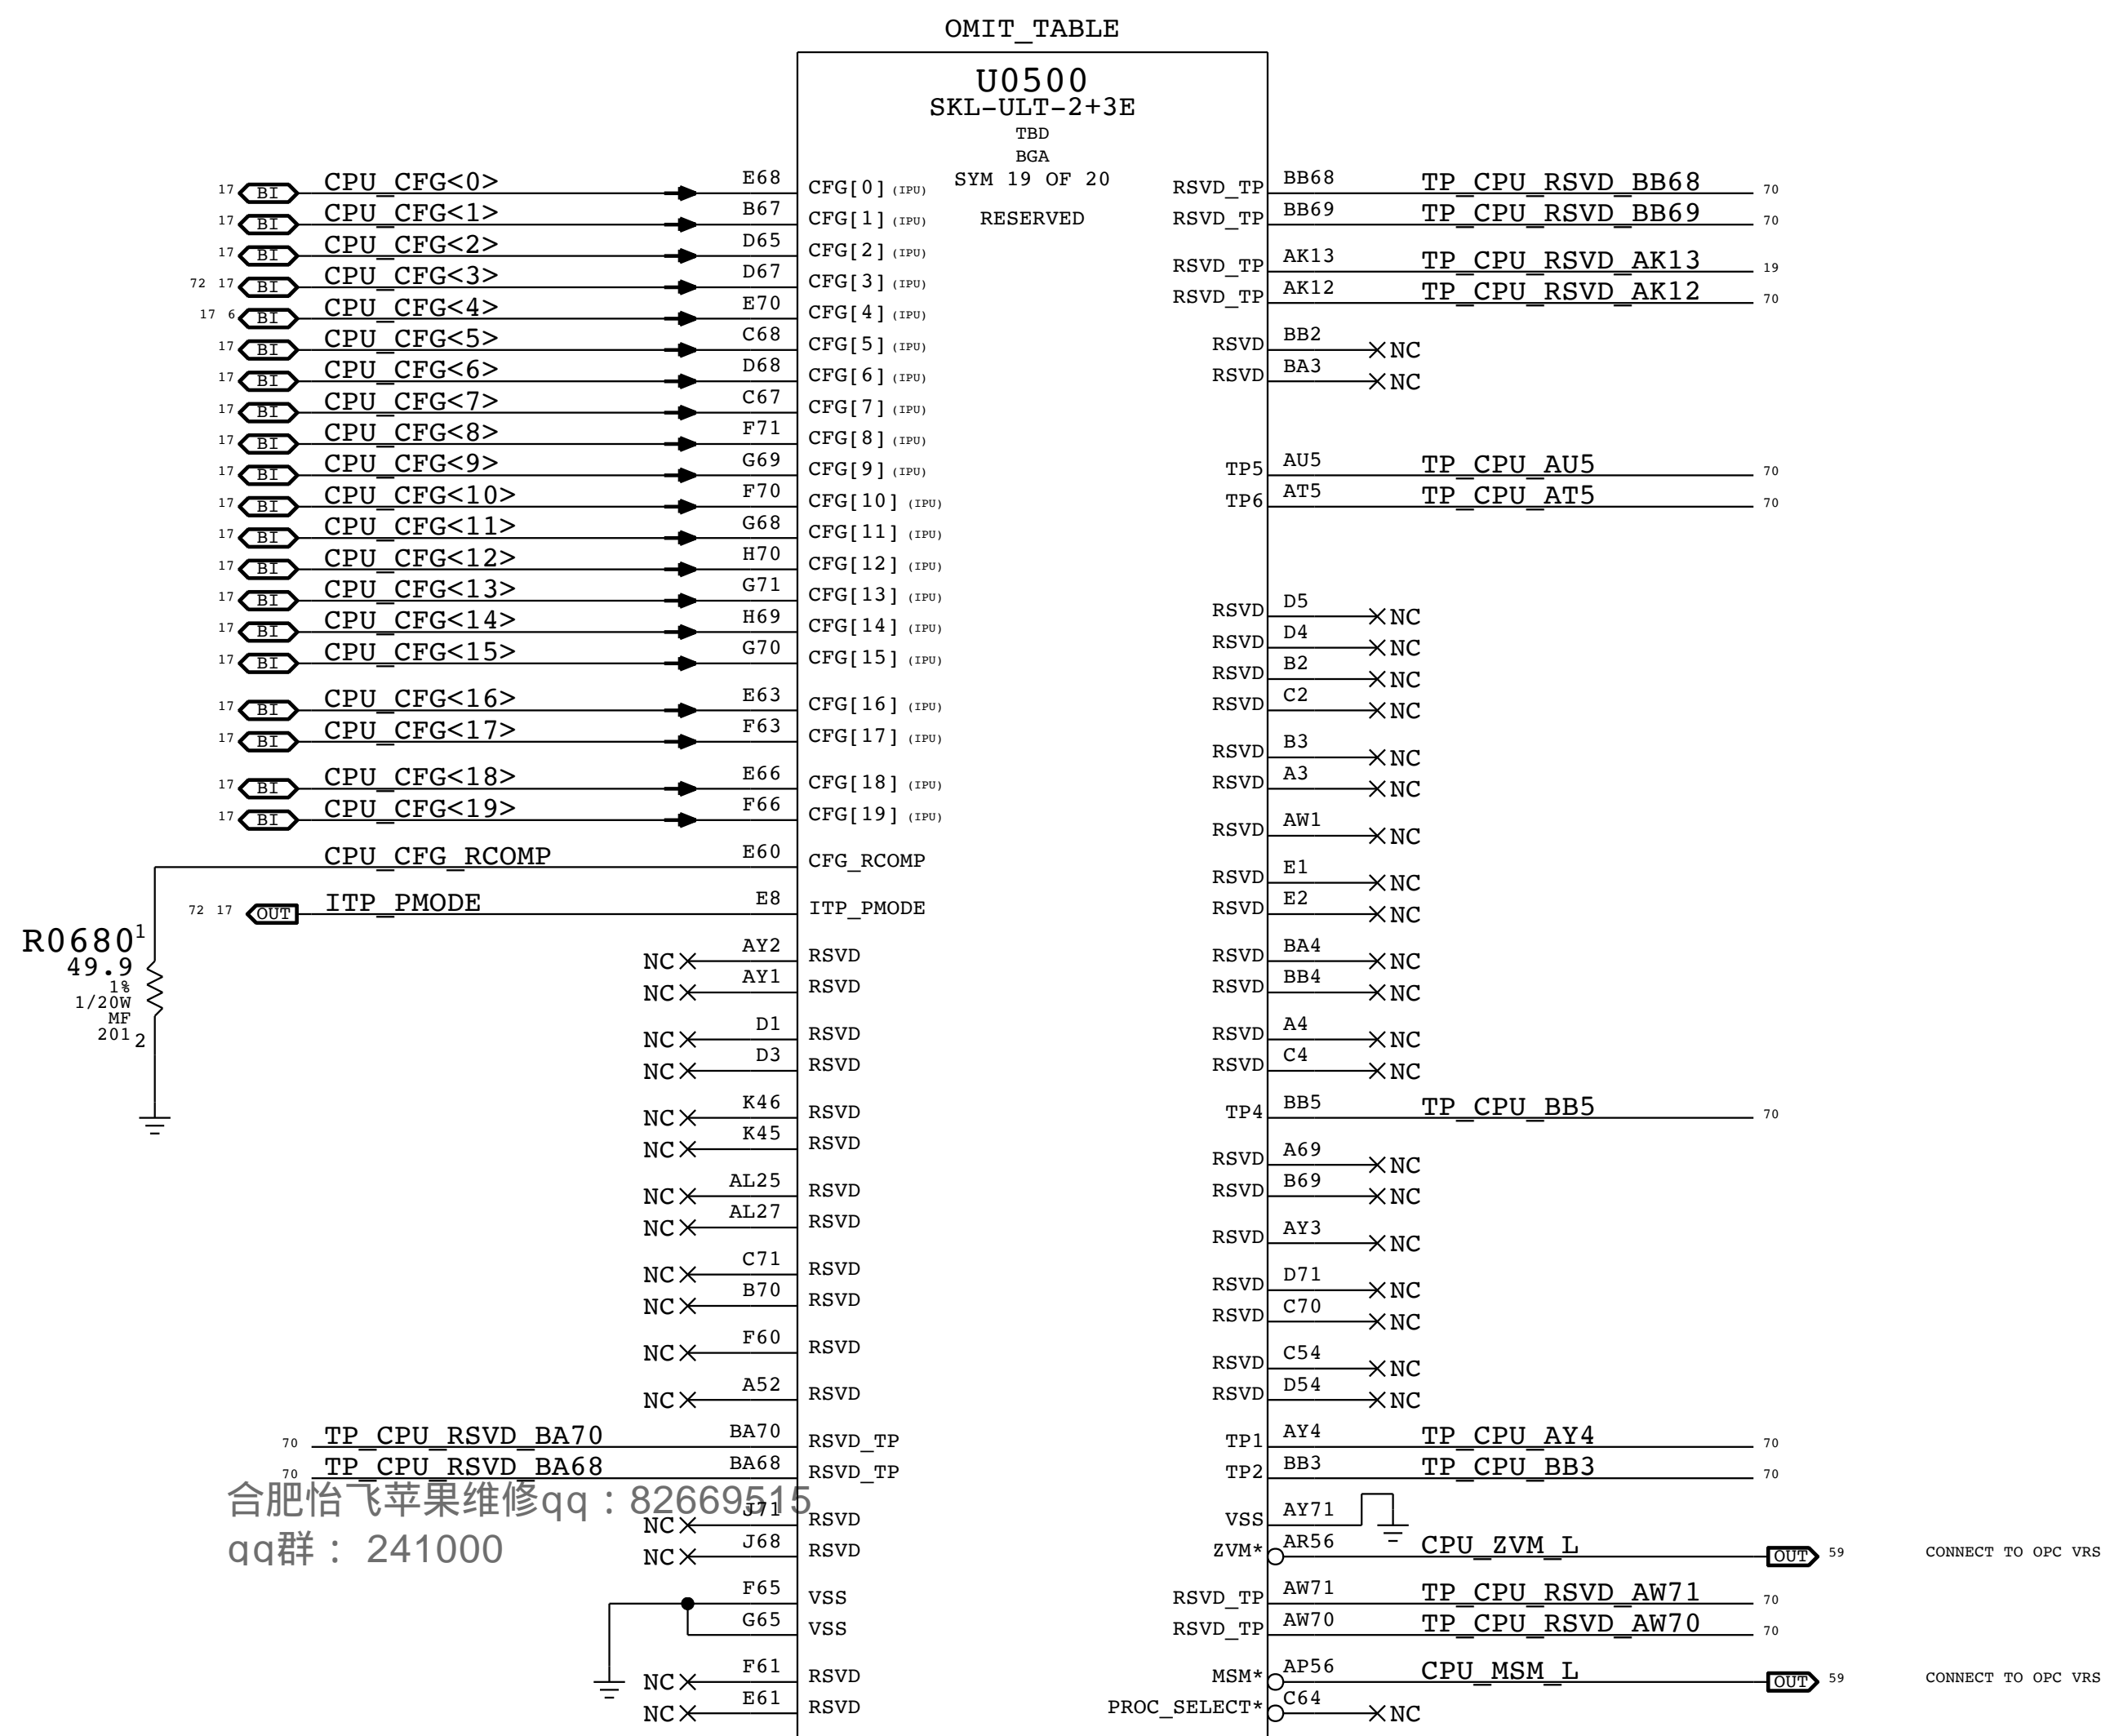 OMIT_TABLE
U0500
SKL-ULT-2+3E
TBD
BGA
SYM 19 OF 20
RESERVED
17 BI CPU_CFG<0> E68 CFG[0] (IPU)
17 BI CPU_CFG<1> B67 CFG[1] (IPU)
17 BI CPU_CFG<2> D65 CFG[2] (IPU)
72 17 BI CPU_CFG<3> D67 CFG[3] (IPU)
17 6 BI CPU_CFG<4> E70 CFG[4] (IPU)
17 BI CPU_CFG<5> C68 CFG[5] (IPU)
17 BI CPU_CFG<6> D68 CFG[6] (IPU)
17 BI CPU_CFG<7> C67 CFG[7] (IPU)
17 BI CPU_CFG<8> F71 CFG[8] (IPU)
17 BI CPU_CFG<9> G69 CFG[9] (IPU)
17 BI CPU_CFG<10> F70 CFG[10] (IPU)
17 BI CPU_CFG<11> G68 CFG[11] (IPU)
17 BI CPU_CFG<12> H70 CFG[12] (IPU)
17 BI CPU_CFG<13> G71 CFG[13] (IPU)
17 BI CPU_CFG<14> H69 CFG[14] (IPU)
17 BI CPU_CFG<15> G70 CFG[15] (IPU)
17 BI CPU_CFG<16> E63 CFG[16] (IPU)
17 BI CPU_CFG<17> F63 CFG[17] (IPU)
17 BI CPU_CFG<18> E66 CFG[18] (IPU)
17 BI CPU_CFG<19> F66 CFG[19] (IPU)
CPU_CFG_RCOMP E60 CFG_RCOMP
72 17 OUT ITP_PMODE E8 ITP_PMODE
R0680 1
49.9
1%
1/20W
MF
201 2
NC AY2 RSVD
NC AY1 RSVD
NC D1 RSVD
NC D3 RSVD
NC K46 RSVD
NC K45 RSVD
NC AL25 RSVD
NC AL27 RSVD
NC C71 RSVD
NC B70 RSVD
NC F60 RSVD
NC A52 RSVD
70 TP_CPU_RSVD_BA70 BA70 RSVD_TP
70 TP_CPU_RSVD_BA68 BA68 RSVD_TP
合肥怡飞苹果维修qq：82669515
qq群： 241000
NC J71 RSVD
NC J68 RSVD
F65 VSS
G65 VSS
NC F61 RSVD
NC E61 RSVD
RSVD_TP BB68 TP_CPU_RSVD_BB68 70
RSVD_TP BB69 TP_CPU_RSVD_BB69 70
RSVD_TP AK13 TP_CPU_RSVD_AK13 19
RSVD_TP AK12 TP_CPU_RSVD_AK12 70
RSVD BB2 NC
RSVD BA3 NC
TP5 AU5 TP_CPU_AU5 70
TP6 AT5 TP_CPU_AT5 70
RSVD D5 NC
RSVD D4 NC
RSVD B2 NC
RSVD C2 NC
RSVD B3 NC
RSVD A3 NC
RSVD AW1 NC
RSVD E1 NC
RSVD E2 NC
RSVD BA4 NC
RSVD BB4 NC
RSVD A4 NC
RSVD C4 NC
TP4 BB5 TP_CPU_BB5 70
RSVD A69 NC
RSVD B69 NC
RSVD AY3 NC
RSVD D71 NC
RSVD C70 NC
RSVD C54 NC
RSVD D54 NC
TP1 AY4 TP_CPU_AY4 70
TP2 BB3 TP_CPU_BB3 70
VSS AY71
ZVM* AR56 CPU_ZVM_L OUT 59 CONNECT TO OPC VRS
RSVD_TP AW71 TP_CPU_RSVD_AW71 70
RSVD_TP AW70 TP_CPU_RSVD_AW70 70
MSM* AP56 CPU_MSM_L OUT 59 CONNECT TO OPC VRS
PROC_SELECT* C64 NC